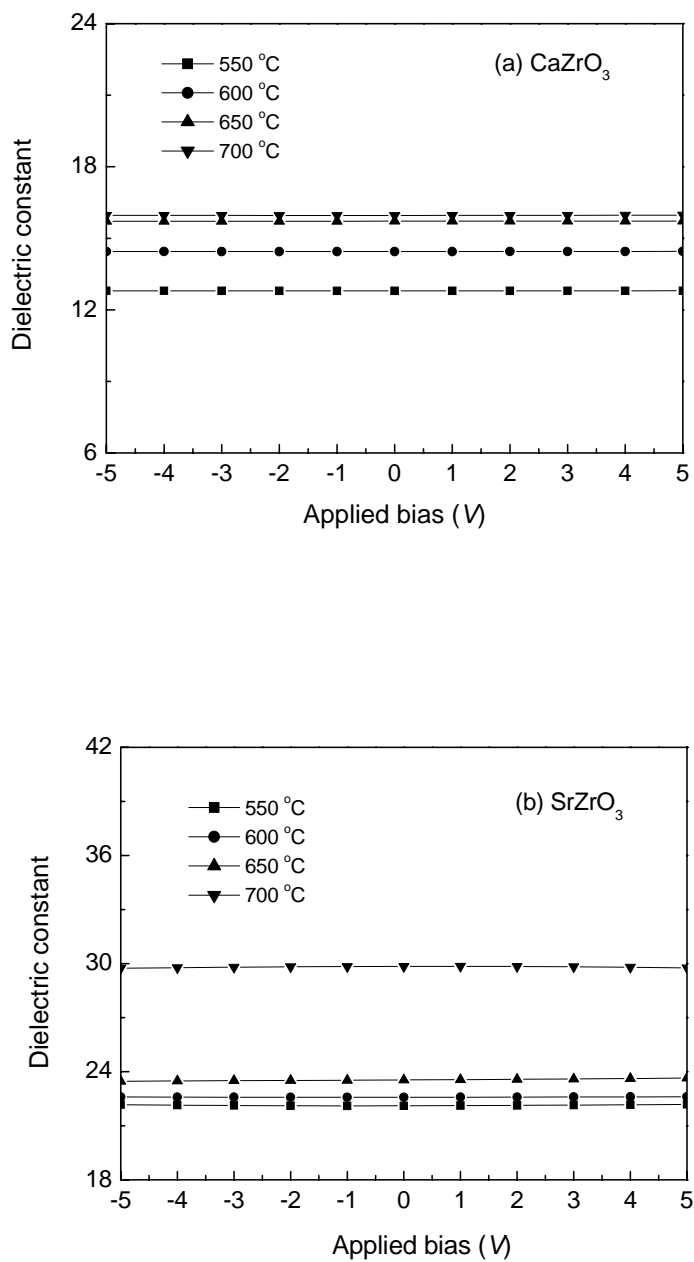 24
550 °C
(a) CaZrO₃
600 °C
650 °C
700 °C
18
Dielectric constant
12
6
-5 -4 -3 -2 -1 0 1 2 3 4 5
Applied bias (V)
42
550 °C
(b) SrZrO₃
600 °C
36
650 °C
700 °C
Dielectric constant
30
24
18
-5 -4 -3 -2 -1 0 1 2 3 4 5
Applied bias (V)